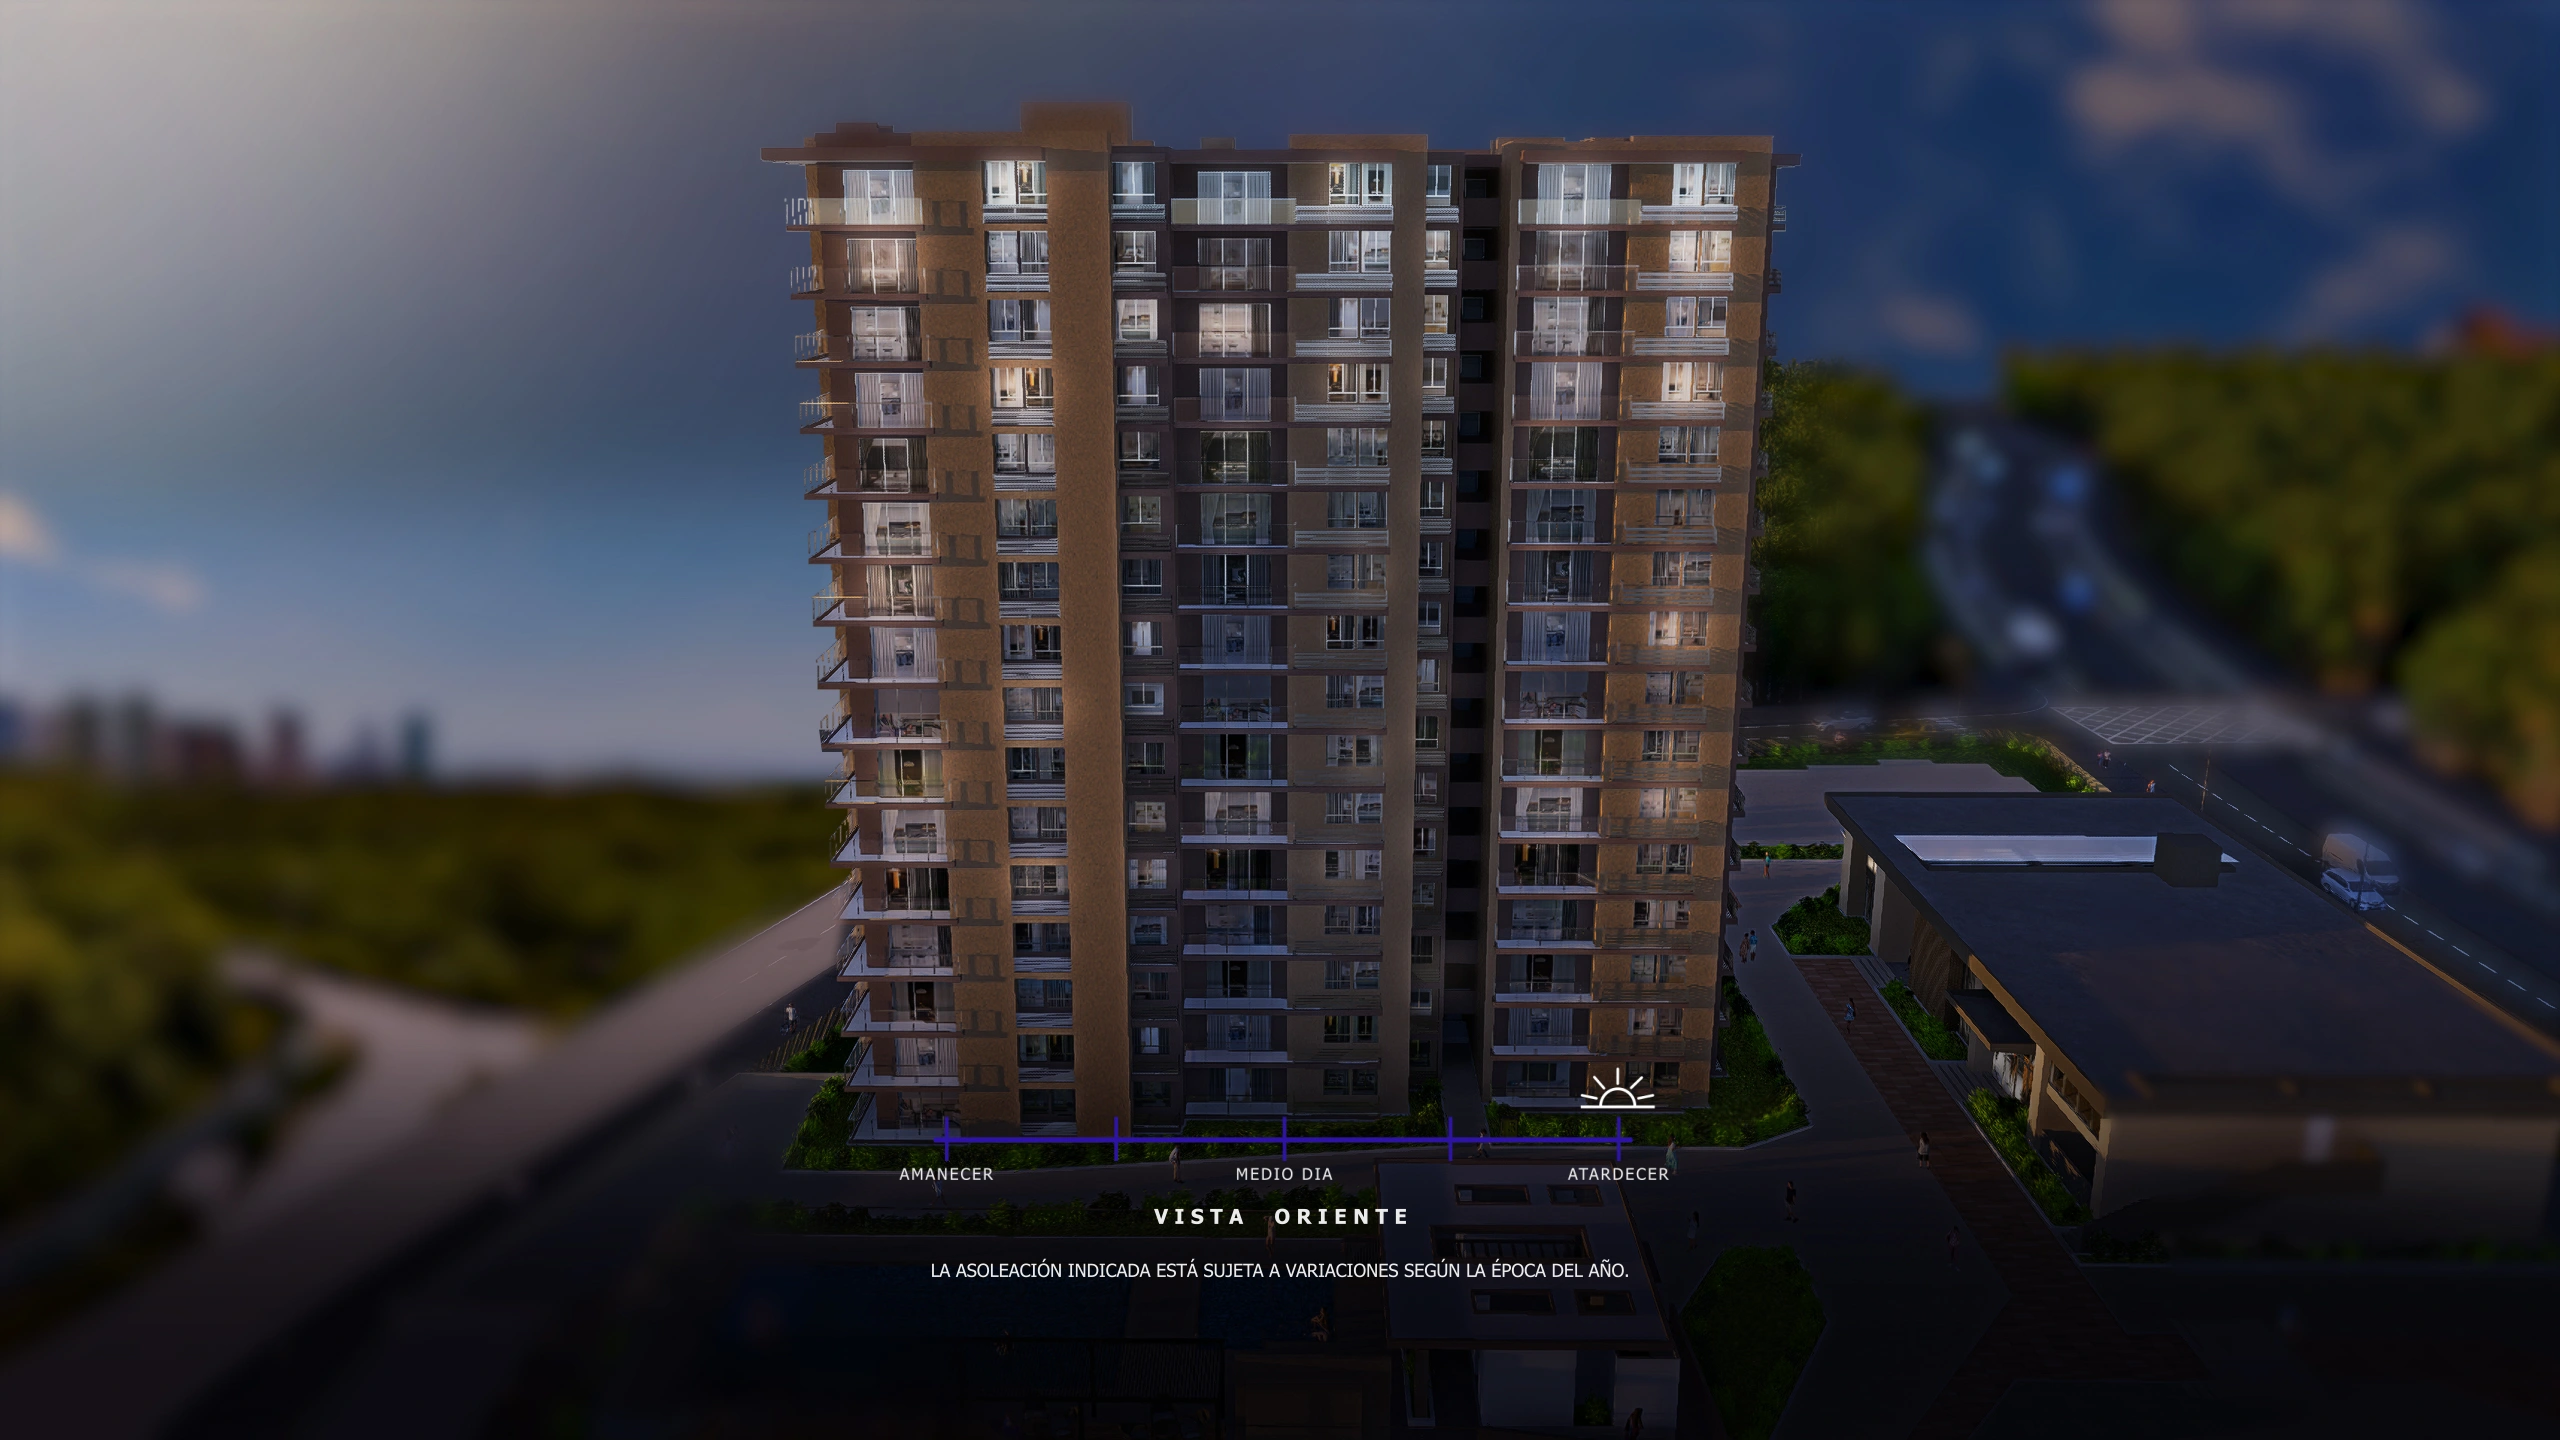 AMANECER MEDIO DIA ATARDECER
VISTA ORIENTE
LA ASOLEACIÓN INDICADA ESTÁ SUJETA A VARIACIONES SEGÚN LA ÉPOCA DEL AÑO.